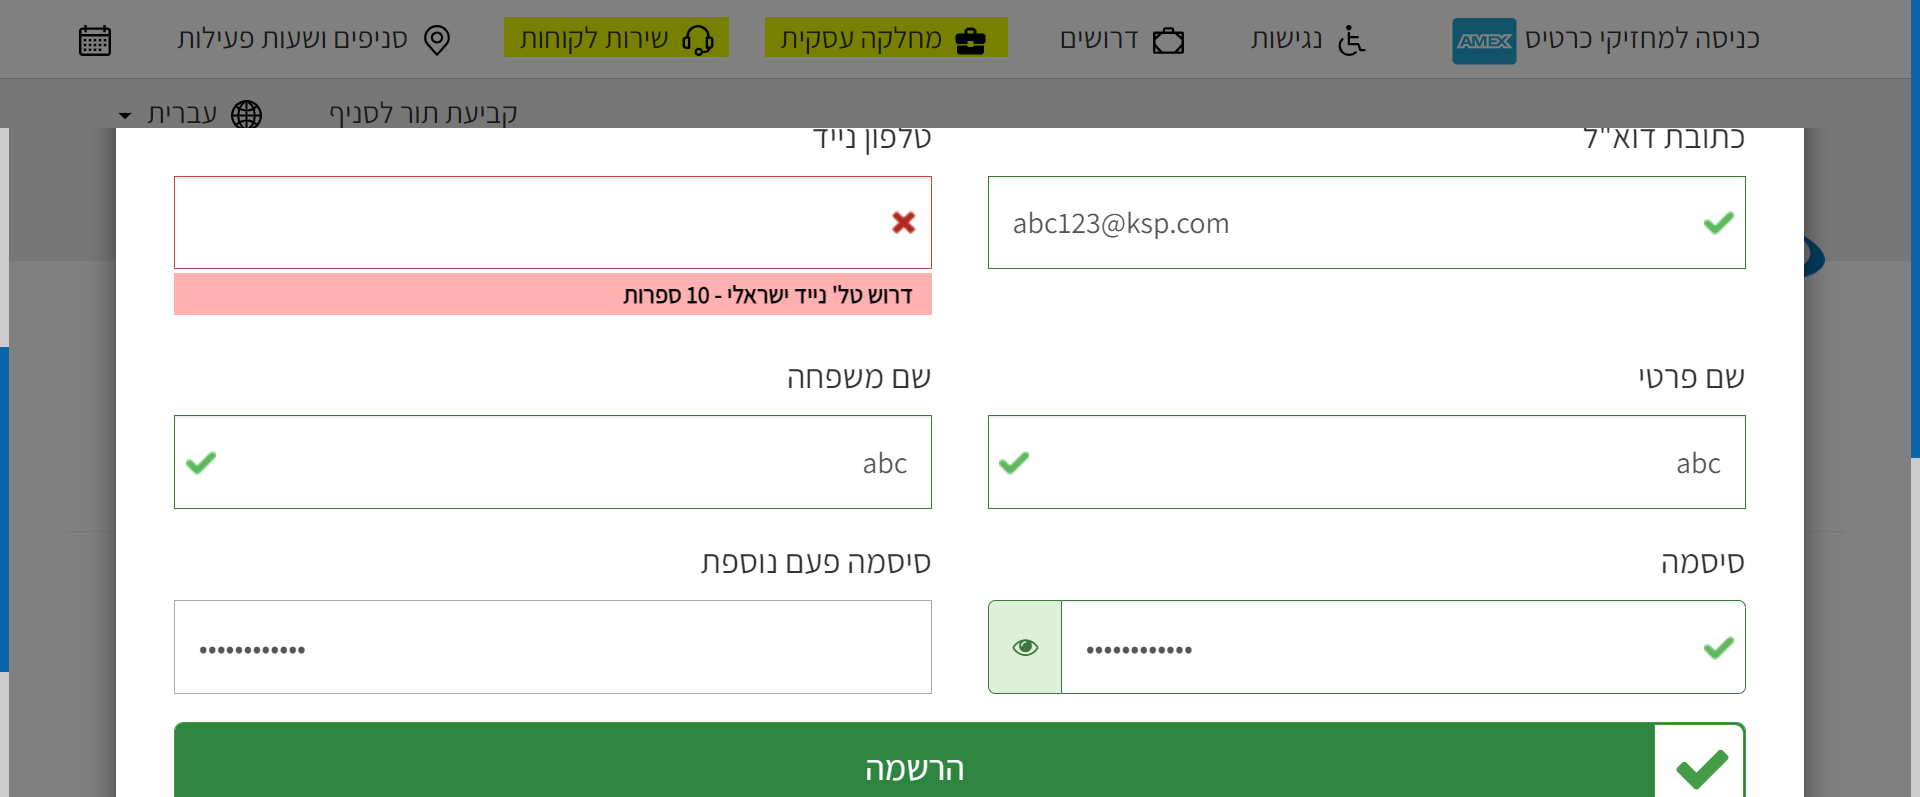 כניסה למחזיקי כרטיס AMEX
נגישות
דרושים
מחלקה עסקית
שירות לקוחות
סניפים ושעות פעילות
קביעת תור לסניף
עברית
כתובת דוא"ל
טלפון נייד
abc123@ksp.com
דרוש טל' נייד ישראלי - 10 ספרות
שם פרטי
שם משפחה
abc
abc
סיסמה
סיסמה פעם נוספת
••••••••••••
••••••••••••
הרשמה